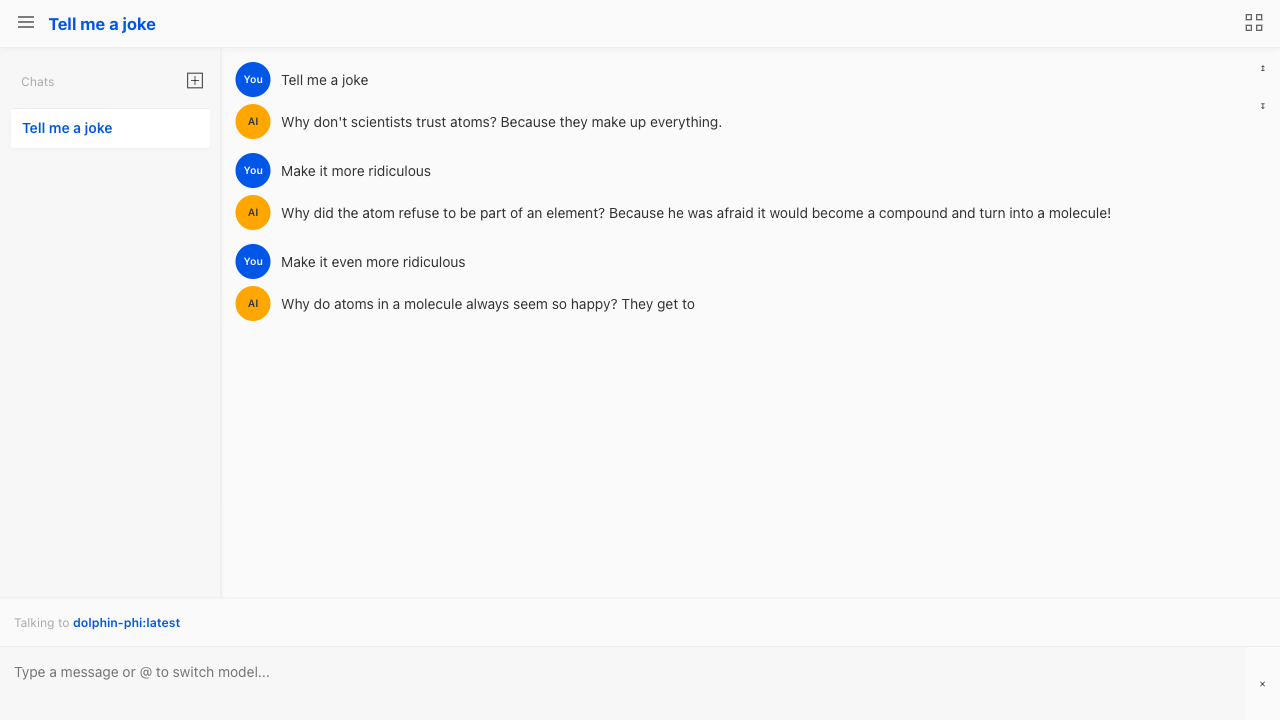 Tell me a joke
Chats
Tell me a joke
You Tell me a joke
AI Why don't scientists trust atoms? Because they make up everything.
You Make it more ridiculous
AI Why did the atom refuse to be part of an element? Because he was afraid it would become a compound and turn into a molecule!
You Make it even more ridiculous
AI Why do atoms in a molecule always seem so happy? They get to
Talking to dolphin-phi:latest
Type a message or @ to switch model...